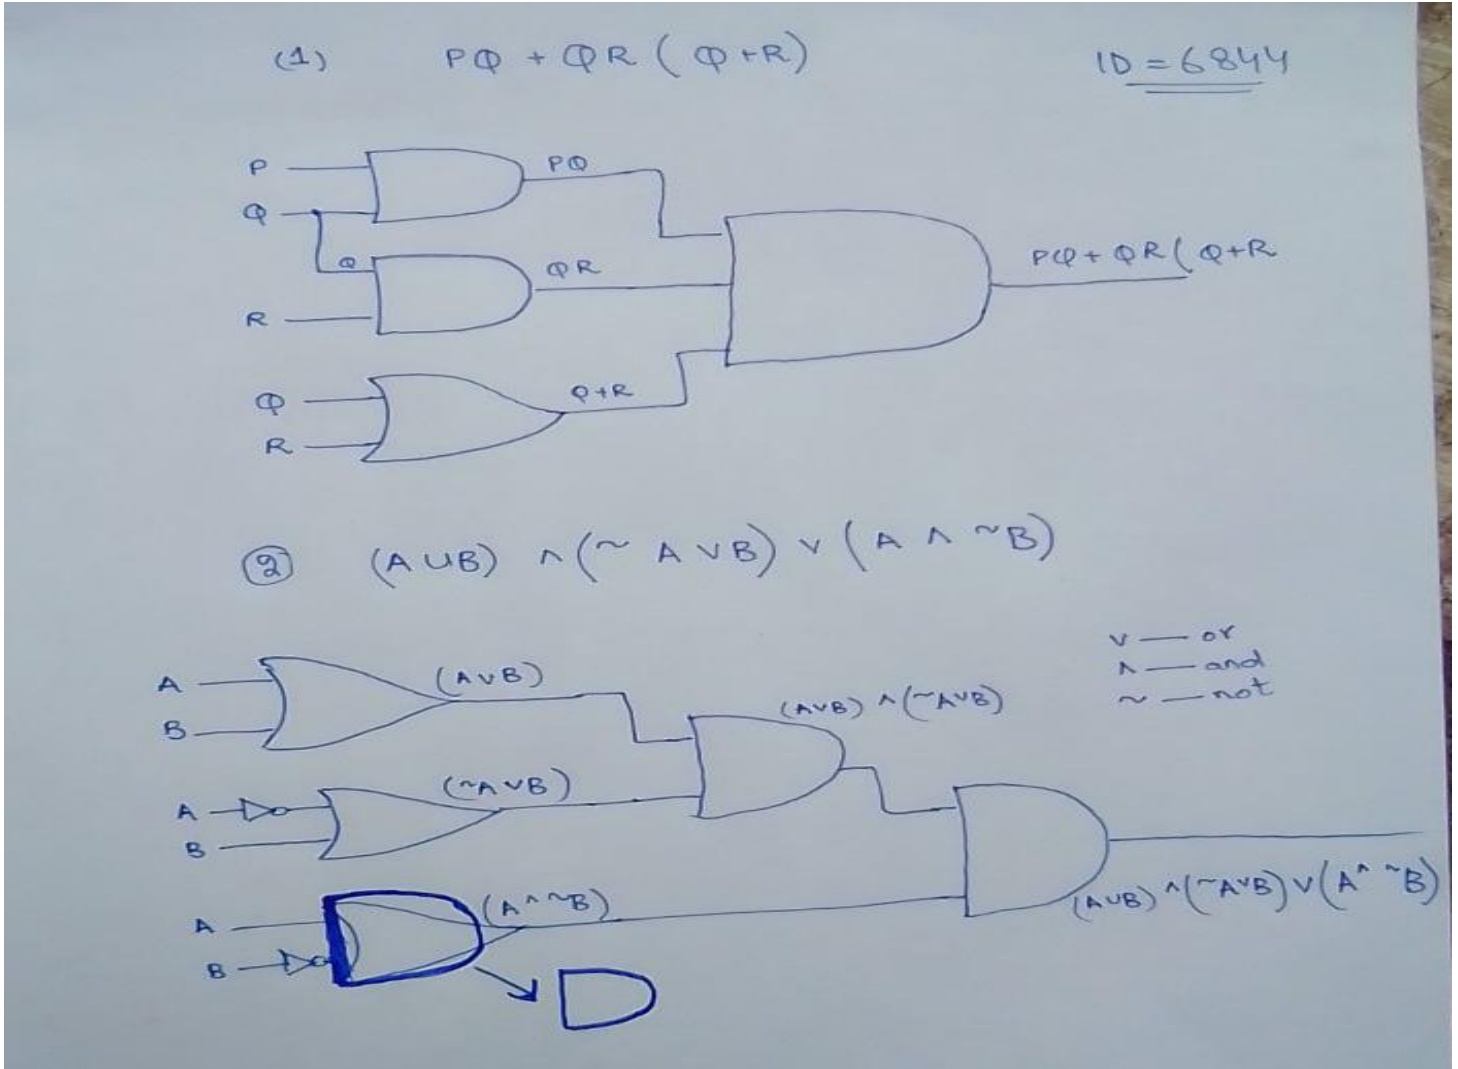 (1) PQ + QR ( Q+R) ID = 6844
P
PQ
Q
Q
QR
PQ + QR ( Q+R
R
Q
Q+R
R
(2) (A∪B) ∧ (~ A ∨ B) ∨ (A ∧ ~B)
∨ — or
∧ — and
~ — not
A
(A∨B)
B
(A∨B) ∧ (~A∨B)
A
(~A∨B)
B
A
(A ∧ ~B)
B
(A∪B) ∧ (~A∨B) ∨ (A ∧ ~B)